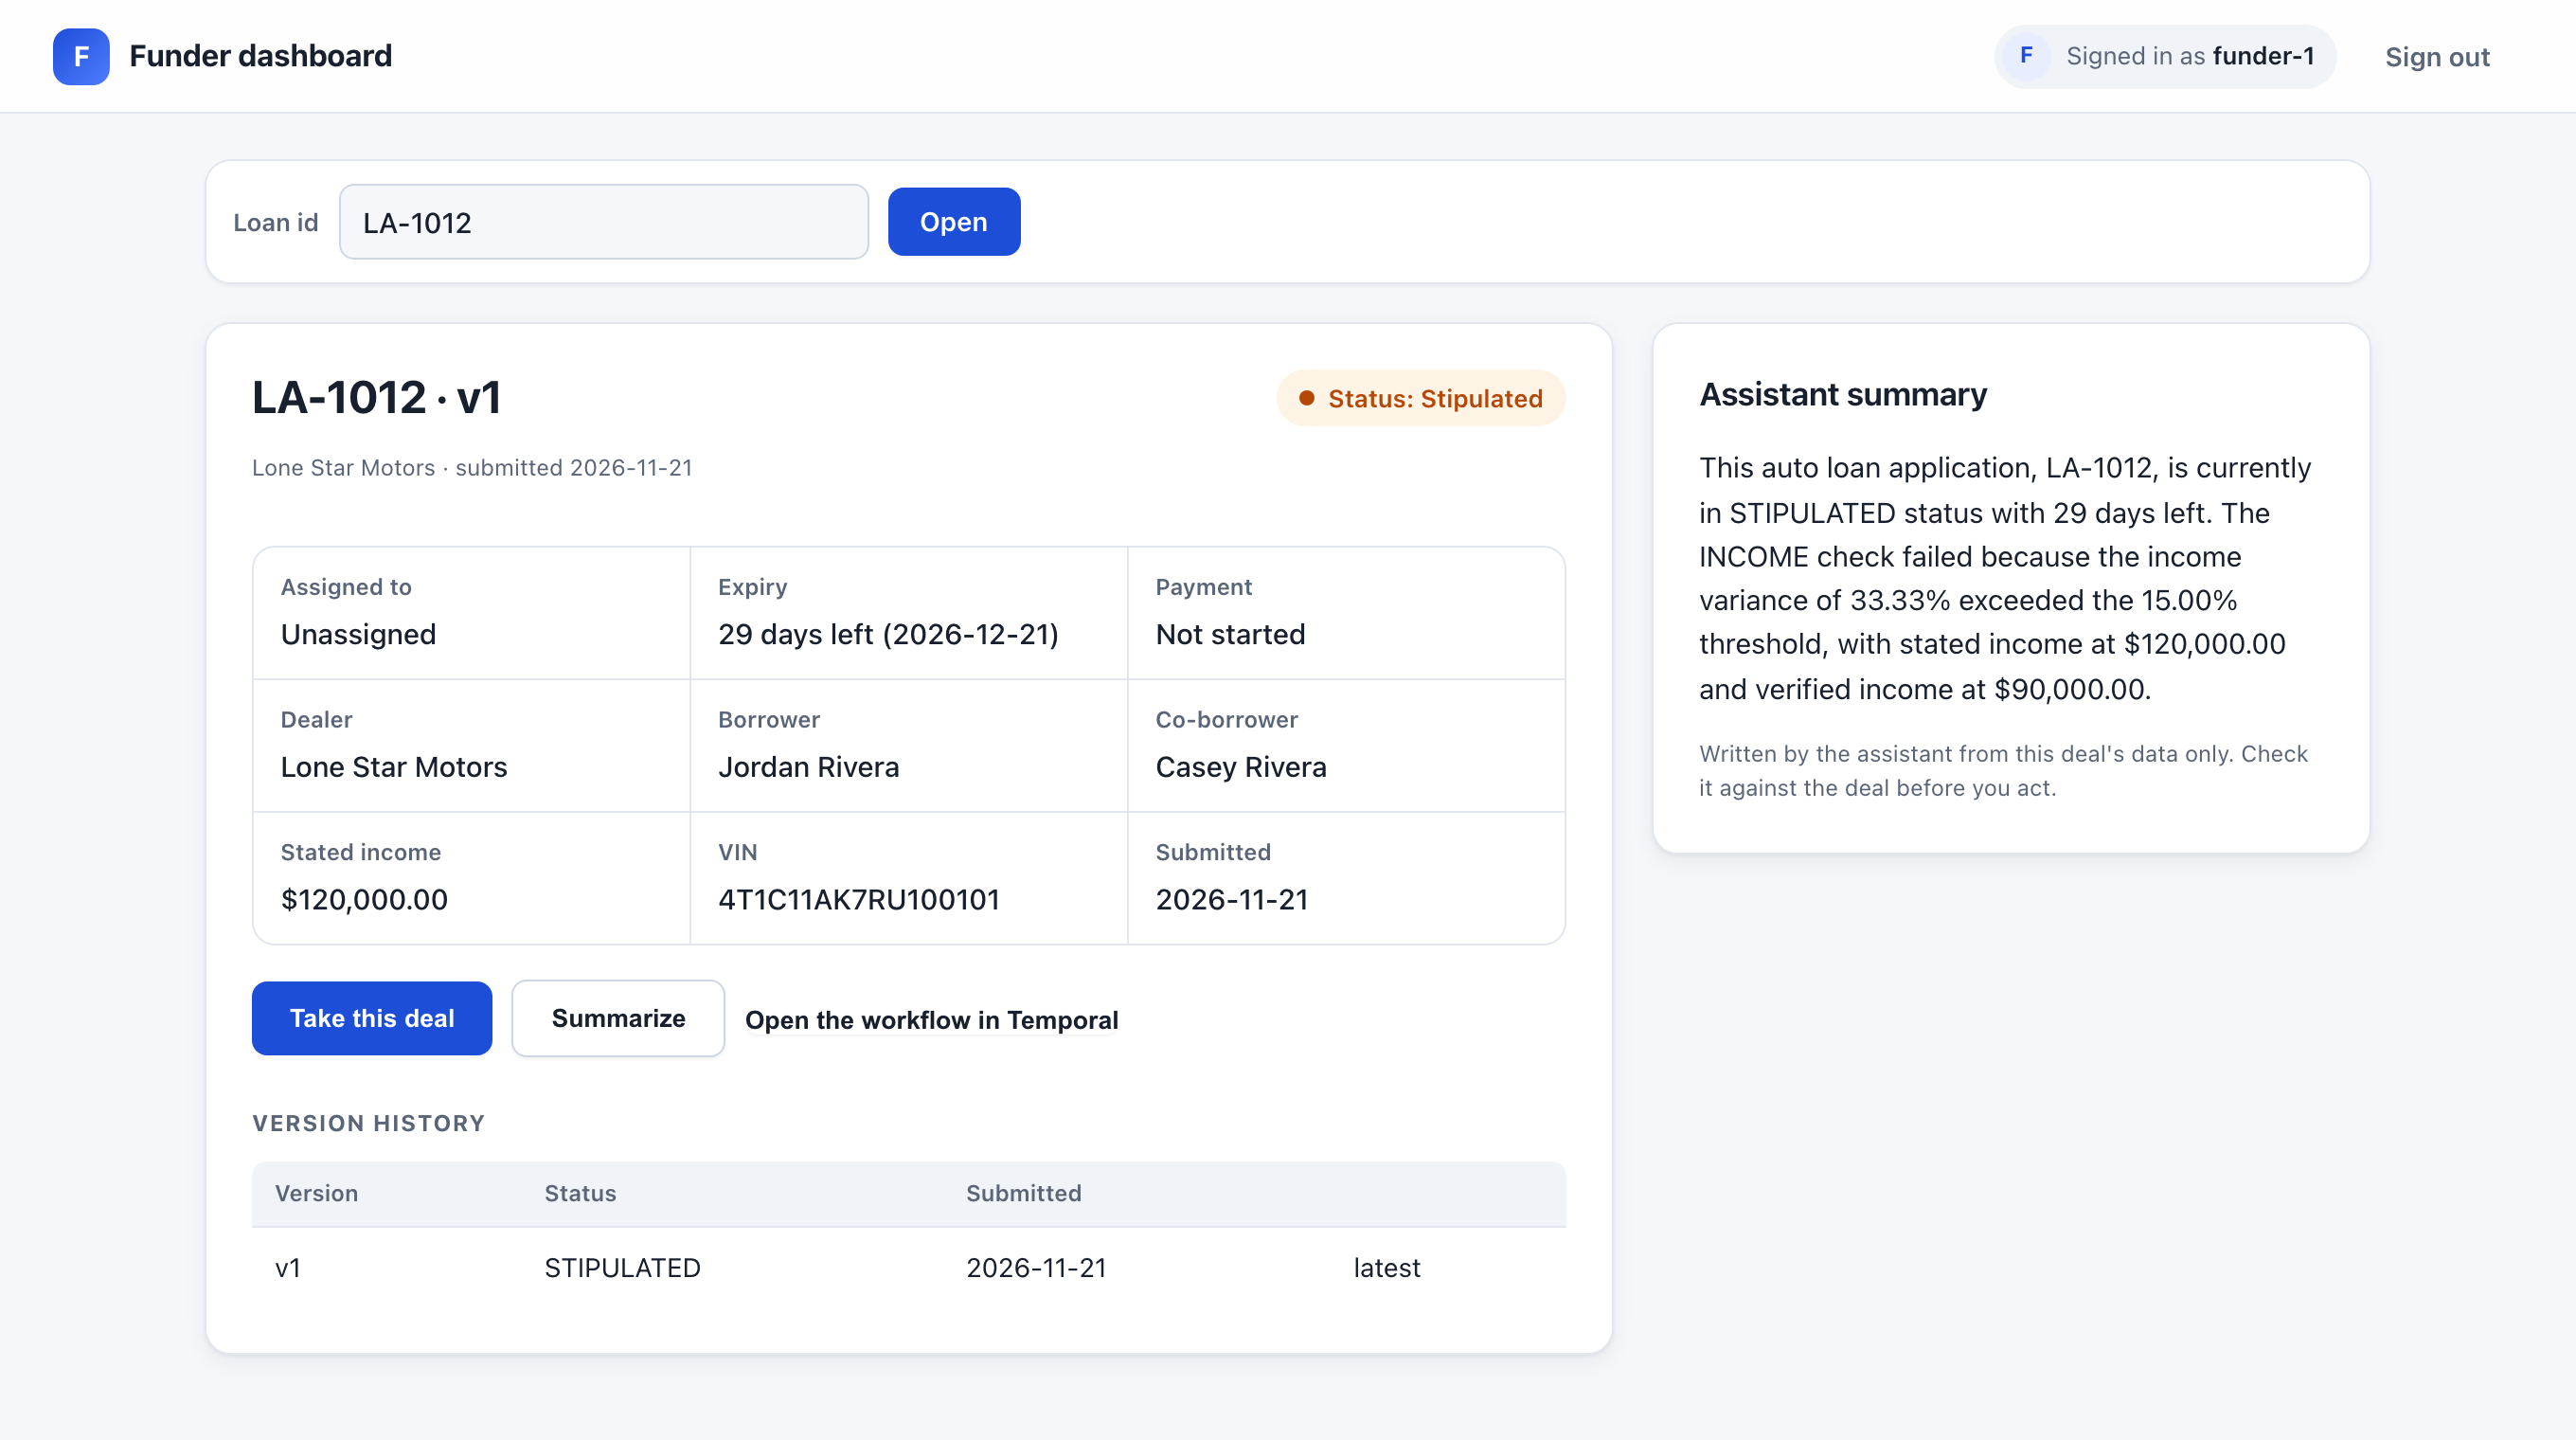 F Funder dashboard
F Signed in as funder-1 Sign out
Loan id LA-1012 Open
LA-1012 · v1
Status: Stipulated
Lone Star Motors · submitted 2026-11-21
Assigned to
Unassigned
Expiry
29 days left (2026-12-21)
Payment
Not started
Dealer
Lone Star Motors
Borrower
Jordan Rivera
Co-borrower
Casey Rivera
Stated income
$120,000.00
VIN
4T1C11AK7RU100101
Submitted
2026-11-21
Take this deal Summarize Open the workflow in Temporal
VERSION HISTORY
Version Status Submitted
v1 STIPULATED 2026-11-21 latest
Assistant summary
This auto loan application, LA-1012, is currently
in STIPULATED status with 29 days left. The
INCOME check failed because the income
variance of 33.33% exceeded the 15.00%
threshold, with stated income at $120,000.00
and verified income at $90,000.00.
Written by the assistant from this deal's data only. Check
it against the deal before you act.